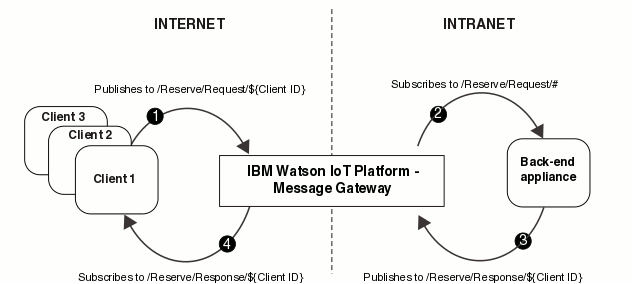 INTERNET
INTRANET
Publishes to /Reserve/Request/${Client ID}
Subscribes to /Reserve/Request/#
1
2
Client 3
Client 2
Client 1
IBM Watson IoT Platform -
Message Gateway
Back-end
appliance
4
3
Subscribes to /Reserve/Response/${Client ID}
Publishes to /Reserve/Response/${Client ID}